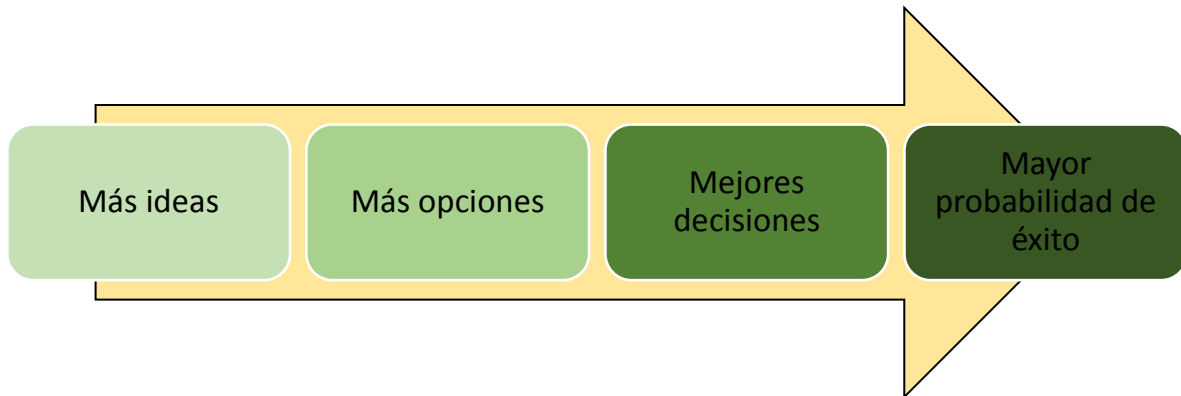 Más ideas
Más opciones
Mejores
decisiones
Mayor
probabilidad de
éxito